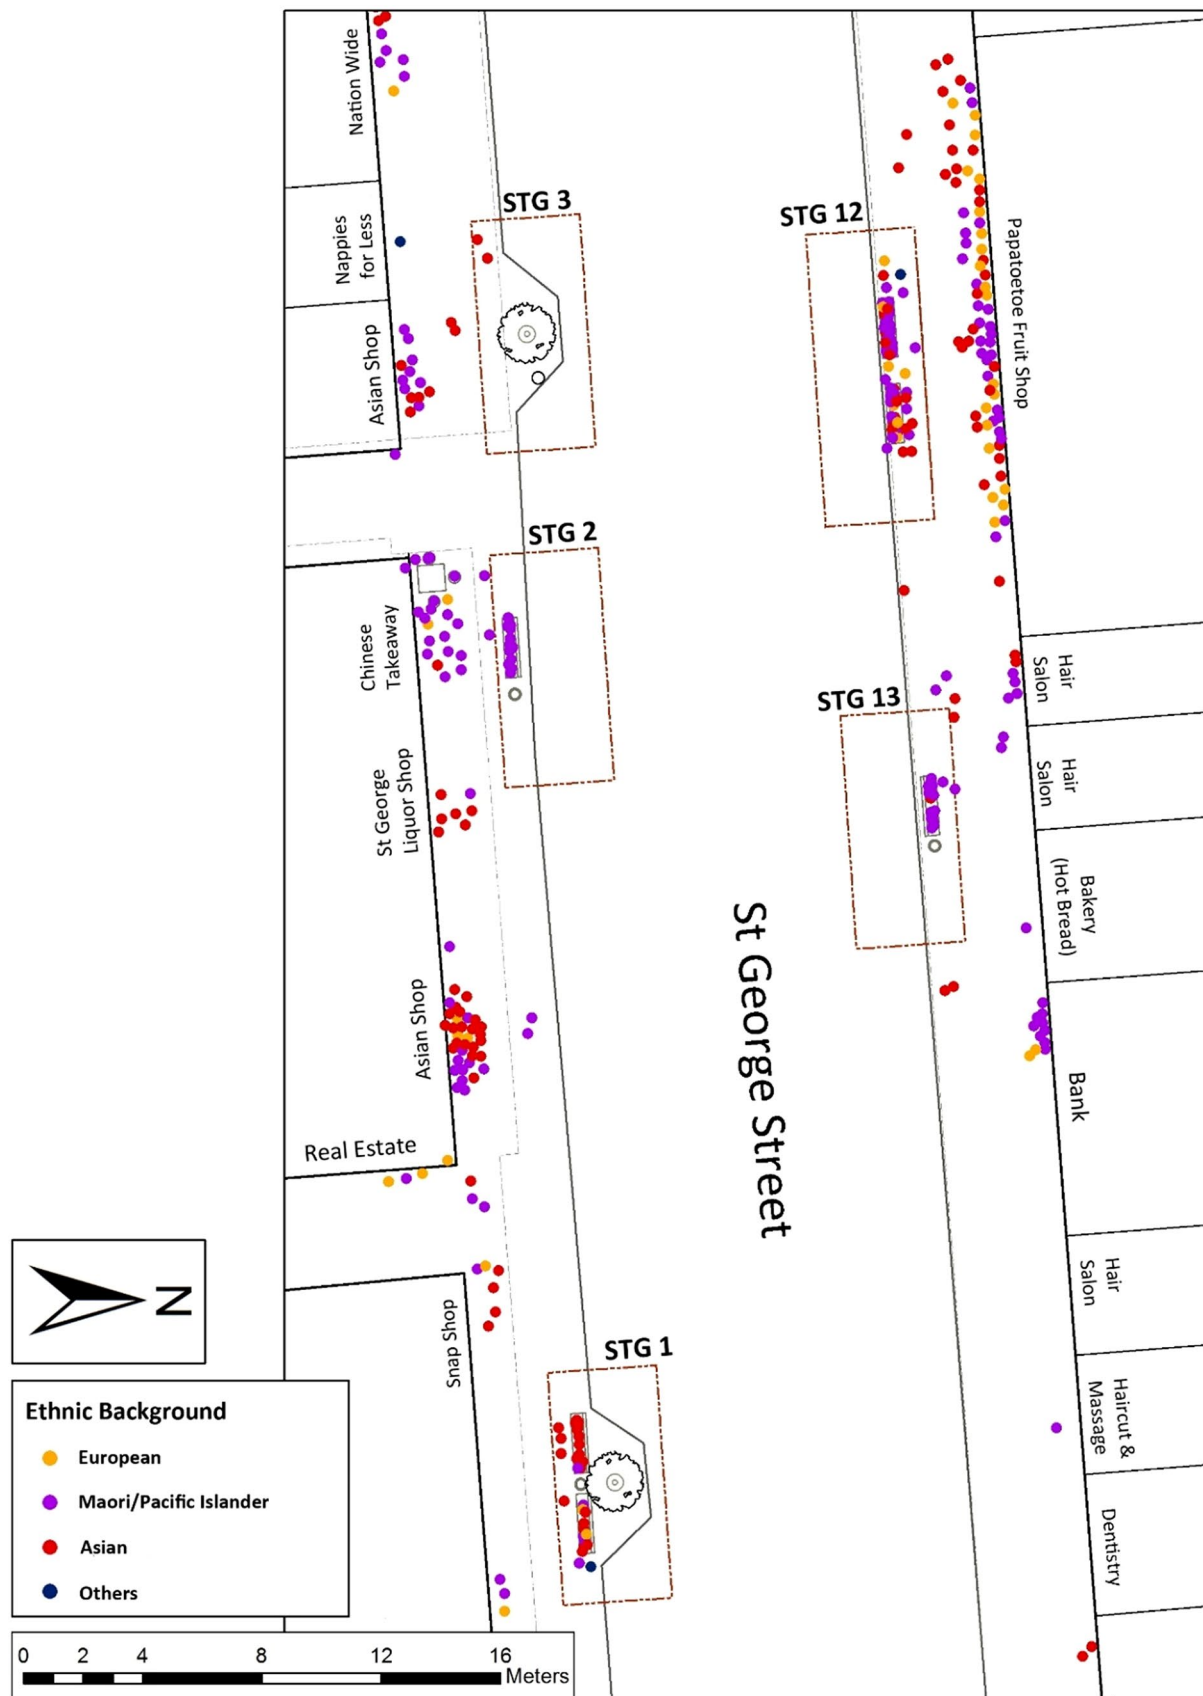 Nation Wide
Nappies
for Less
Asian Shop
STG 3
STG 12
Papatoetoe Fruit Shop
STG 2
Chinese
Takeaway
St George
Liquor Shop
STG 13
Hair
Salon
Hair
Salon
Bakery
(Hot Bread)
Asian Shop
St George Street
Bank
Real Estate
Snap Shop
STG 1
Hair
Salon
Haircut &
Massage
Dentistry
N
Ethnic Background
European
Maori/Pacific Islander
Asian
Others
0 2 4 8 12 16
Meters